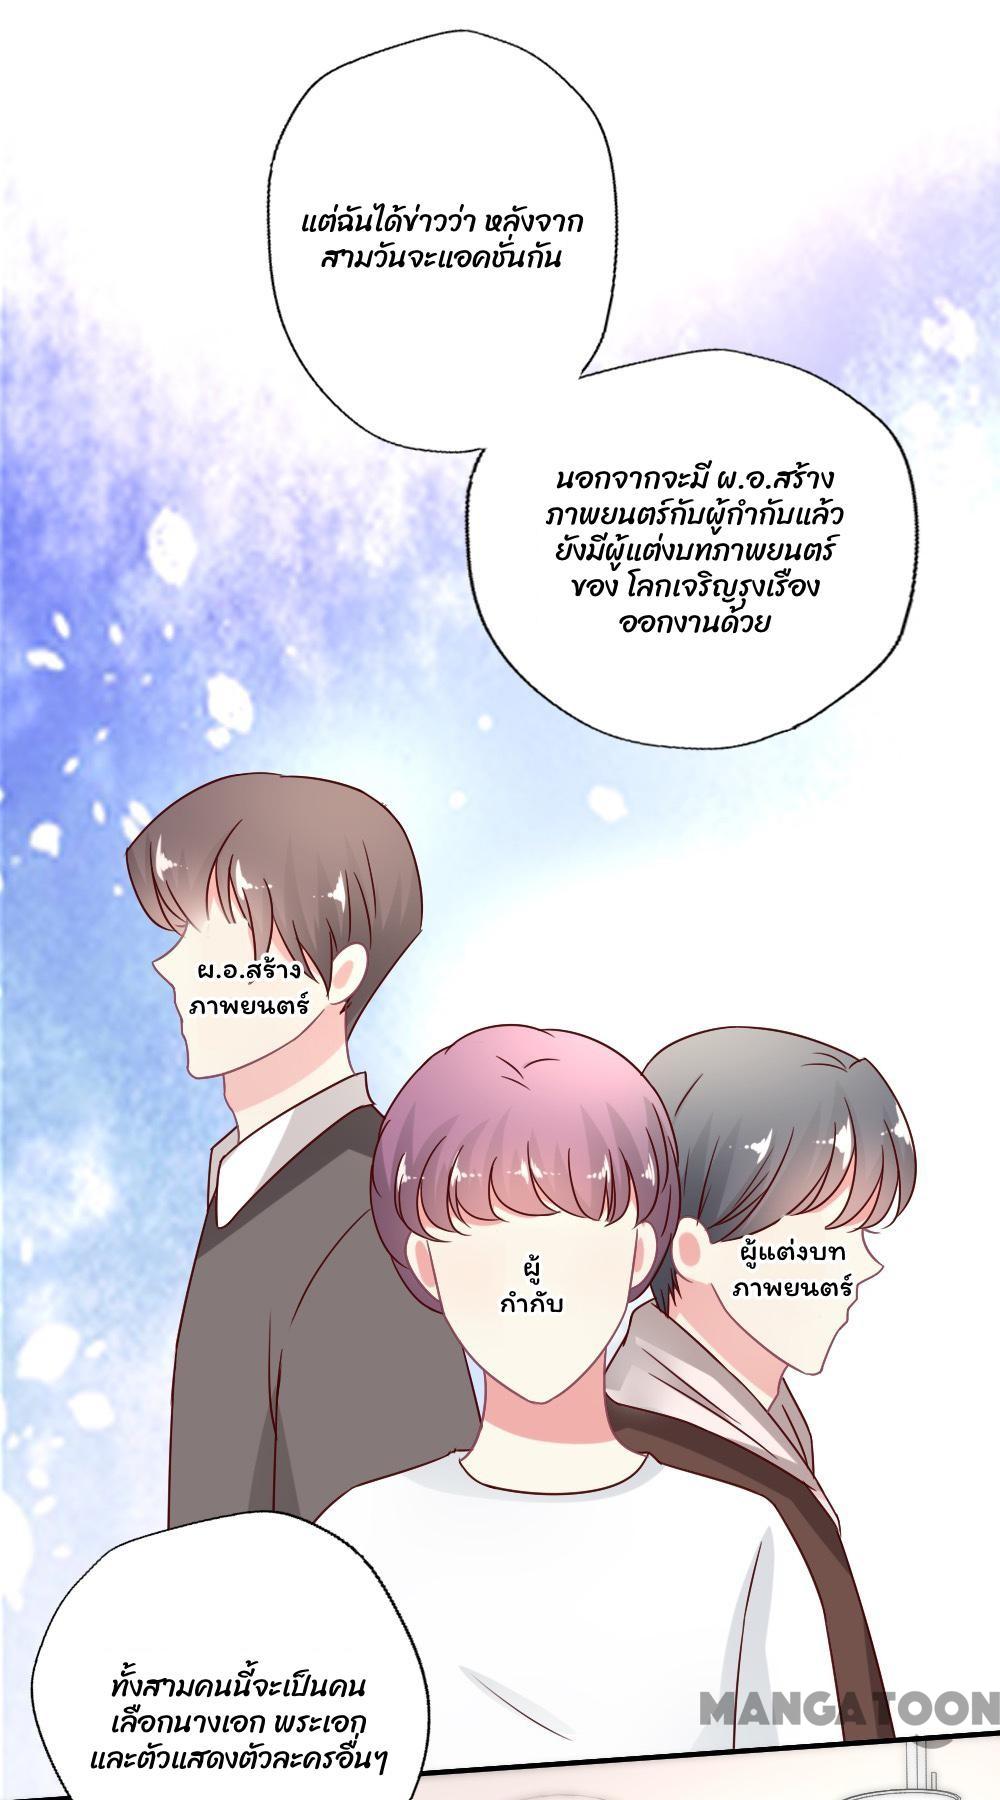 แต่ฉันได้ข่าวว่า หลังจาก
สามวันจะแอคชั่นกัน
นอกจากจะมี ผ.อ.สร้าง
ภาพยนตร์กับผู้กำกับแล้ว
ยังมีผู้แต่งบทภาพยนตร์
ของ โลกเจริญรุงเรือง
ออกงานด้วย
ผ.อ.สร้าง
ภาพยนตร์
ผู้
กำกับ
ผู้แต่งบท
ภาพยนตร์
ทั้งสามคนนี้จะเป็นคน
เลือกนางเอก พระเอก
และตัวแสดงตัวละครอื่นๆ
MANGATOON